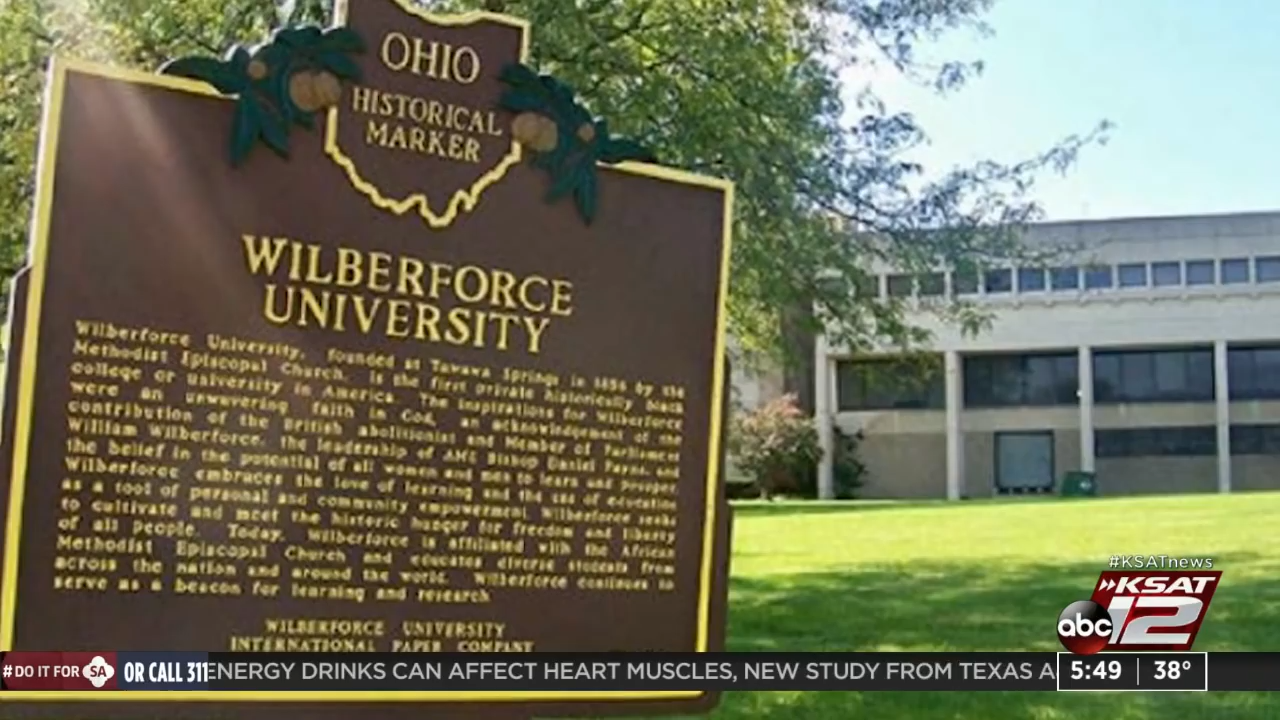 OHIO
HISTORICAL
MARKER
WILBERFORCE
UNIVERSITY
Wilberforce University, founded at Tawawa Springs in 1856 by the
Methodist Episcopal Church, is the first private historically black
college or university in America. The inspirations for Wilberforce
were an unwavering faith in God, an acknowledgement of the
contribution of the British abolitionist and Member of Parliament
William Wilberforce, the leadership of AME Bishop Daniel Payne, and
the belief in the potential of all women and men to learn and prosper.
Wilberforce embraces the love of learning and the use of education
as a tool of personal and community empowerment. Wilberforce seeks
to cultivate and meet the historic hunger for freedom and liberty
of all people. Today, Wilberforce is affiliated with the African
Methodist Episcopal Church and educates diverse students from
across the nation and around the world. Wilberforce continues to
serve as a beacon for learning and research.
WILBERFORCE UNIVERSITY
INTERNATIONAL PAPER COMPANY
#KSATnews
KSAT
abc 12
#DO IT FOR SA OR CALL 311 ENERGY DRINKS CAN AFFECT HEART MUSCLES, NEW STUDY FROM TEXAS A 5:49 38°